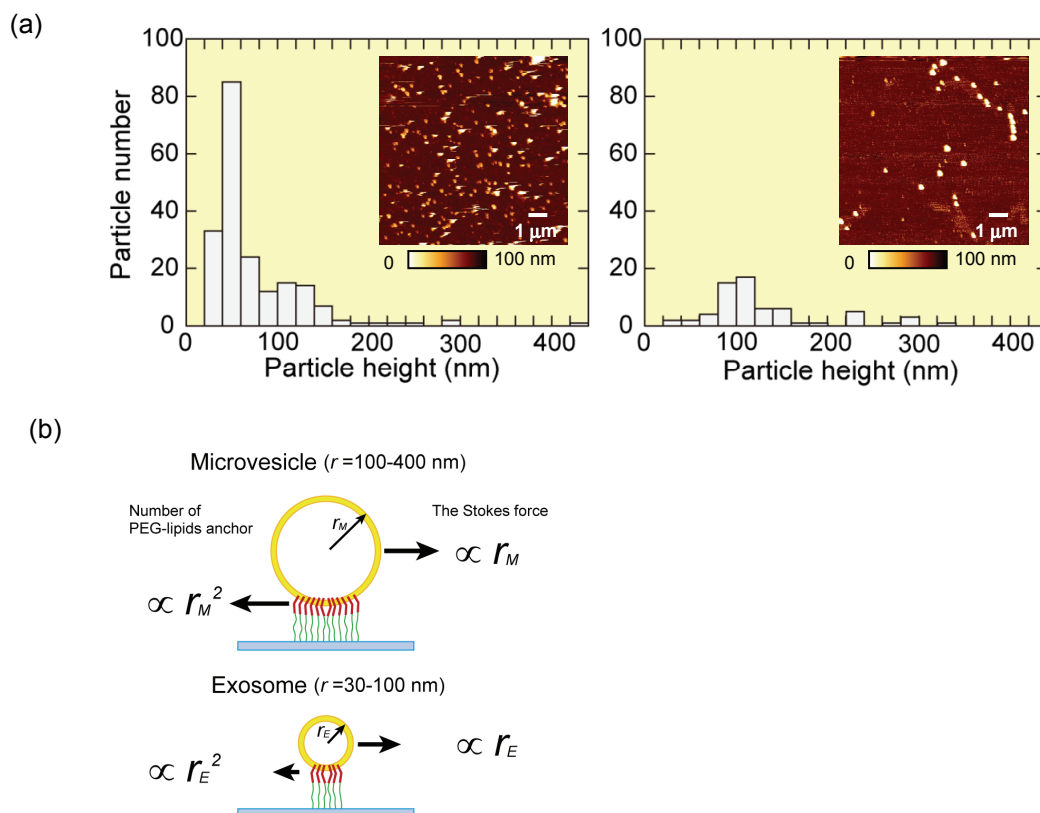 (a)
100
80
60
40
20
0
Particle number
0 100 200 300 400
Particle height (nm)
1 μm
0 100 nm
100
80
60
40
20
0
0 100 200 300 400
Particle height (nm)
1 μm
0 100 nm
(b)
Microvesicle (r =100-400 nm)
Number of
PEG-lipids anchor
The Stokes force
rM
∝ rM
∝ rM²
Exosome (r =30-100 nm)
rE
∝ rE
∝ rE²